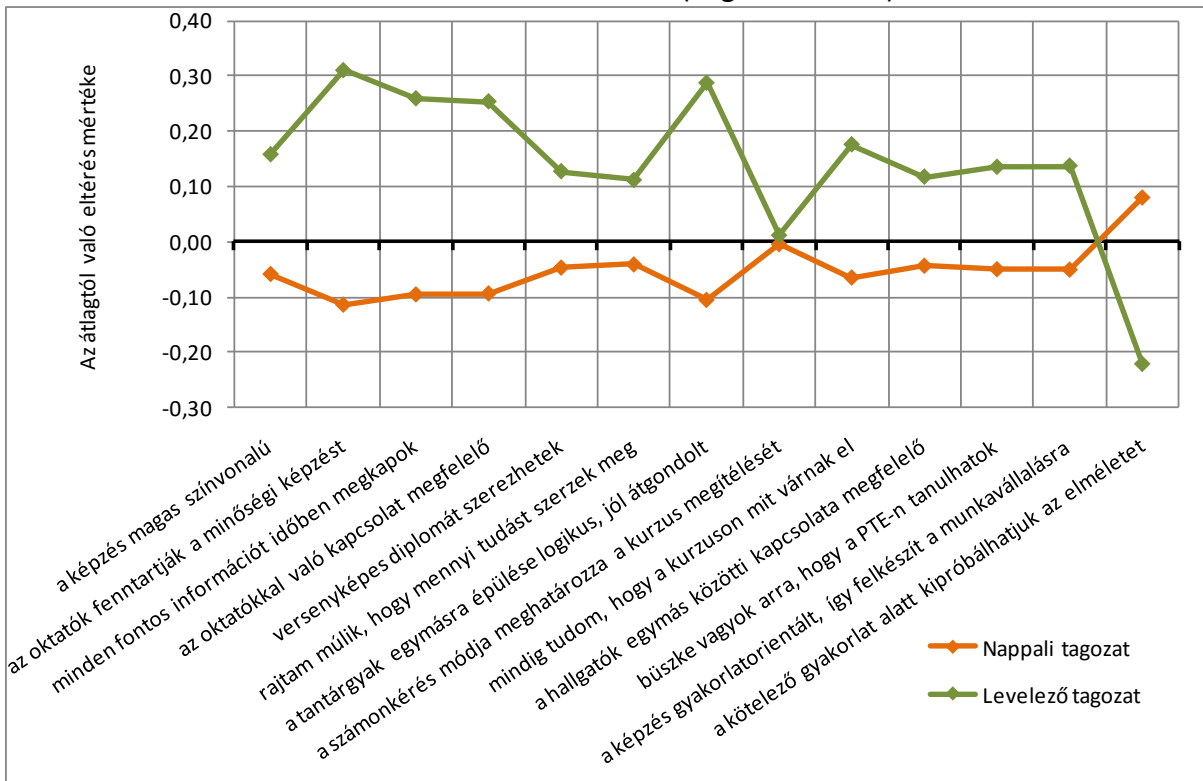 0,40
0,30
0,20
0,10
0,00
-0,10
-0,20
-0,30
Az átlagtól való eltérés mértéke
a képzés magas színvonalú
az oktatók fenntartják a minőségi képzést
minden fontos információt időben megkapok
az oktatókkal való kapcsolat megfelelő
versenyképes diplomát szerezhetek
rajtam múlik, hogy mennyi tudást szerzek meg
a tantárgyak egymásra épülése logikus, jól átgondolt
a számonkérés módja meghatározza a kurzus megítélését
mindig tudom, hogy a kurzuson mit várnak el
a hallgatók egymás közötti kapcsolata megfelelő
büszke vagyok arra, hogy a PTE-n tanulhatok
a képzés gyakorlatorientált, így felkészít a munkavállalásra
a kötelező gyakorlat alatt kipróbálhatjuk az elméletet
Nappali tagozat
Levelező tagozat